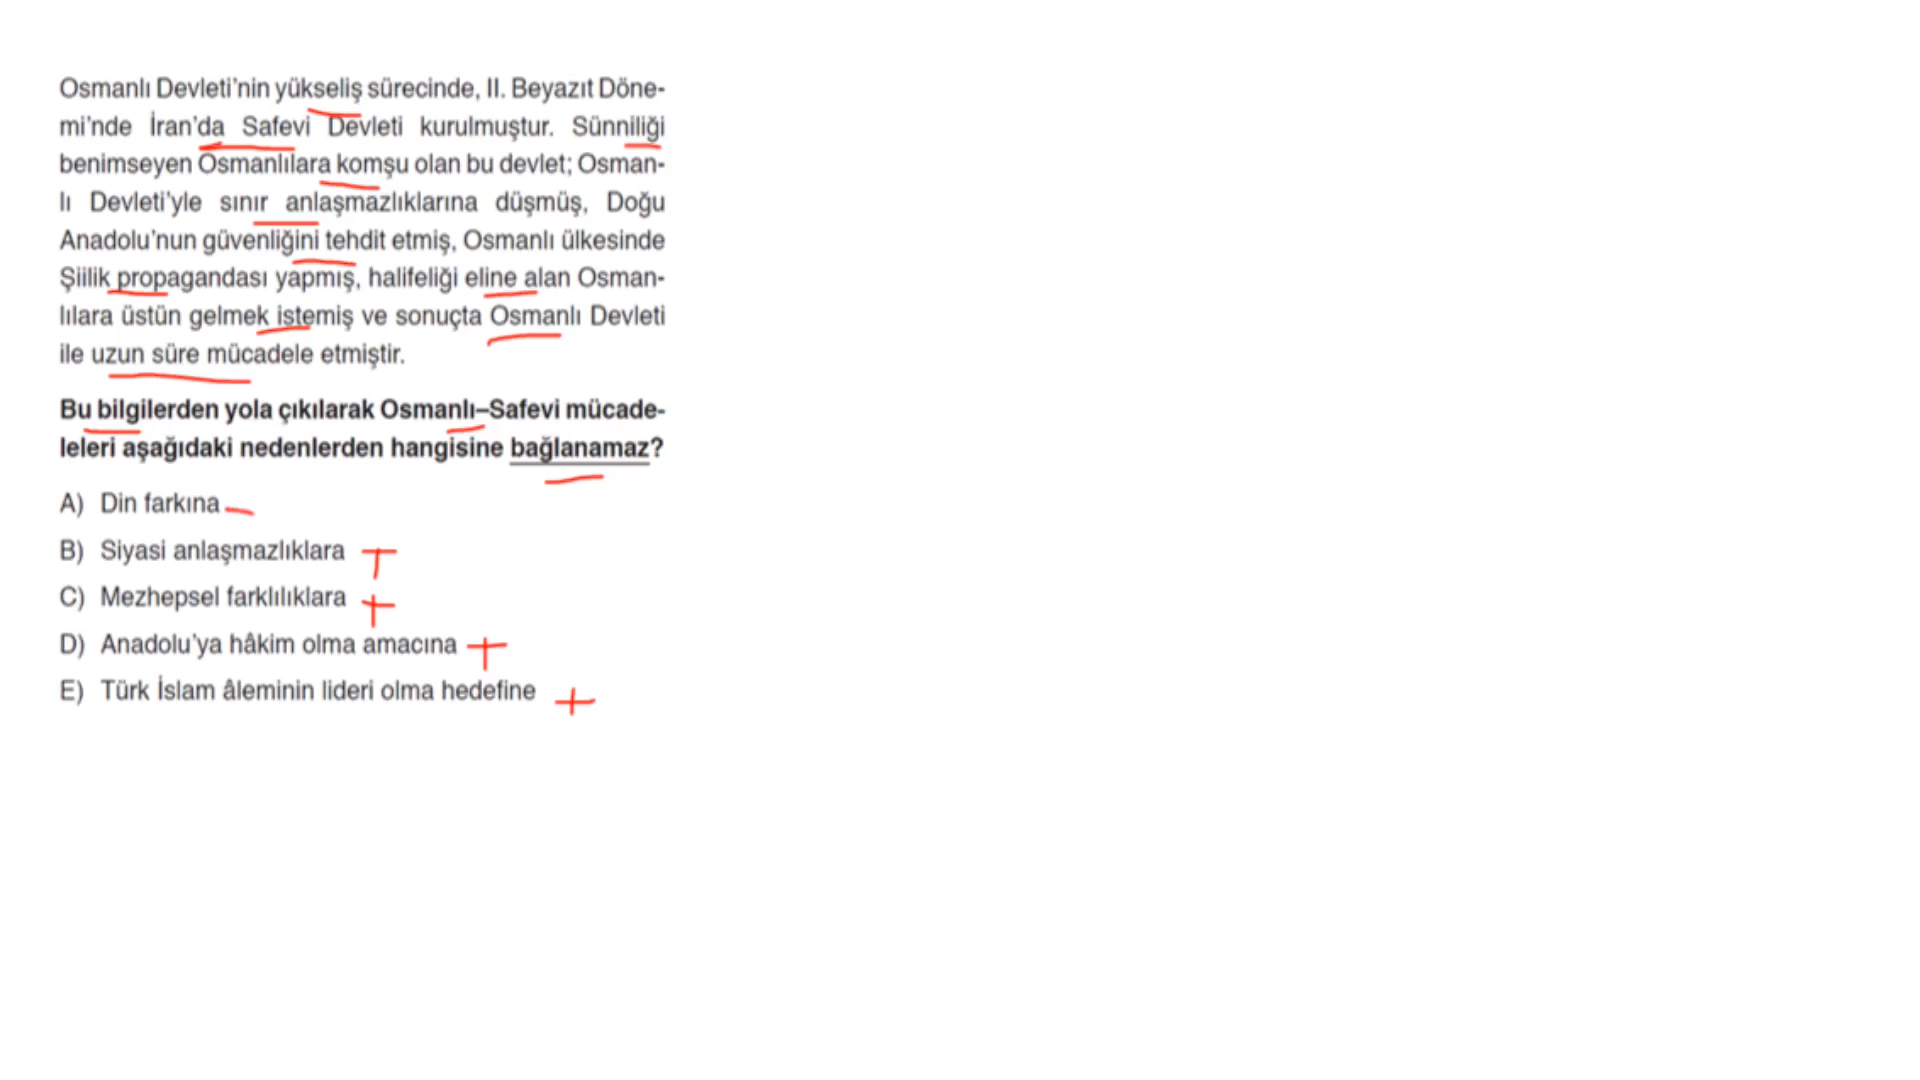 Osmanlı Devleti'nin yükseliş sürecinde, II. Beyazıt Döne-
mi'nde İran'da Safevi Devleti kurulmuştur. Sünniliği
benimseyen Osmanlılara komşu olan bu devlet; Osman-
lı Devleti'yle sınır anlaşmazlıklarına düşmüş, Doğu
Anadolu'nun güvenliğini tehdit etmiş, Osmanlı ülkesinde
Şiilik propagandası yapmış, halifeliği eline alan Osman-
lılara üstün gelmek istemiş ve sonuçta Osmanlı Devleti
ile uzun süre mücadele etmiştir.
Bu bilgilerden yola çıkılarak Osmanlı–Safevi mücade-
leleri aşağıdaki nedenlerden hangisine bağlanamaz?
A) Din farkına
B) Siyasi anlaşmazlıklara
C) Mezhepsel farklılıklara
D) Anadolu'ya hâkim olma amacına
E) Türk İslam âleminin lideri olma hedefine